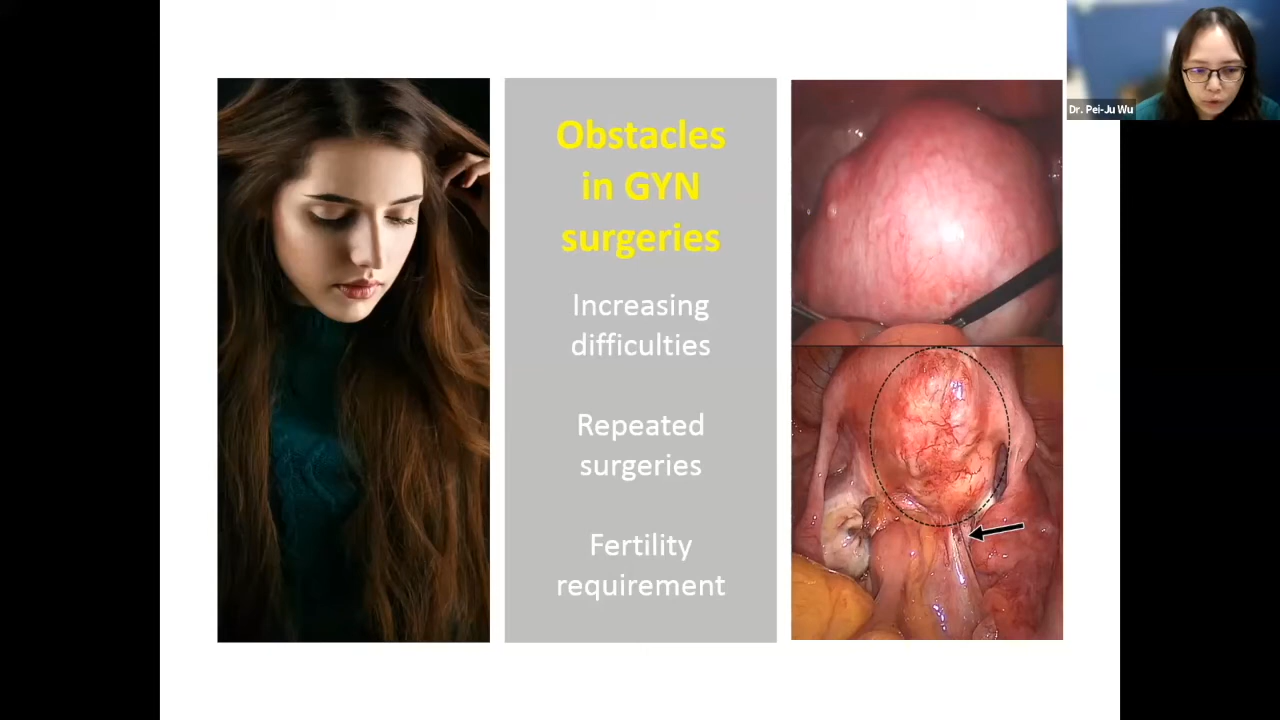 Obstacles
in GYN
surgeries
Increasing
difficulties
Repeated
surgeries
Fertility
requirement
Dr. Pei-Ju Wu